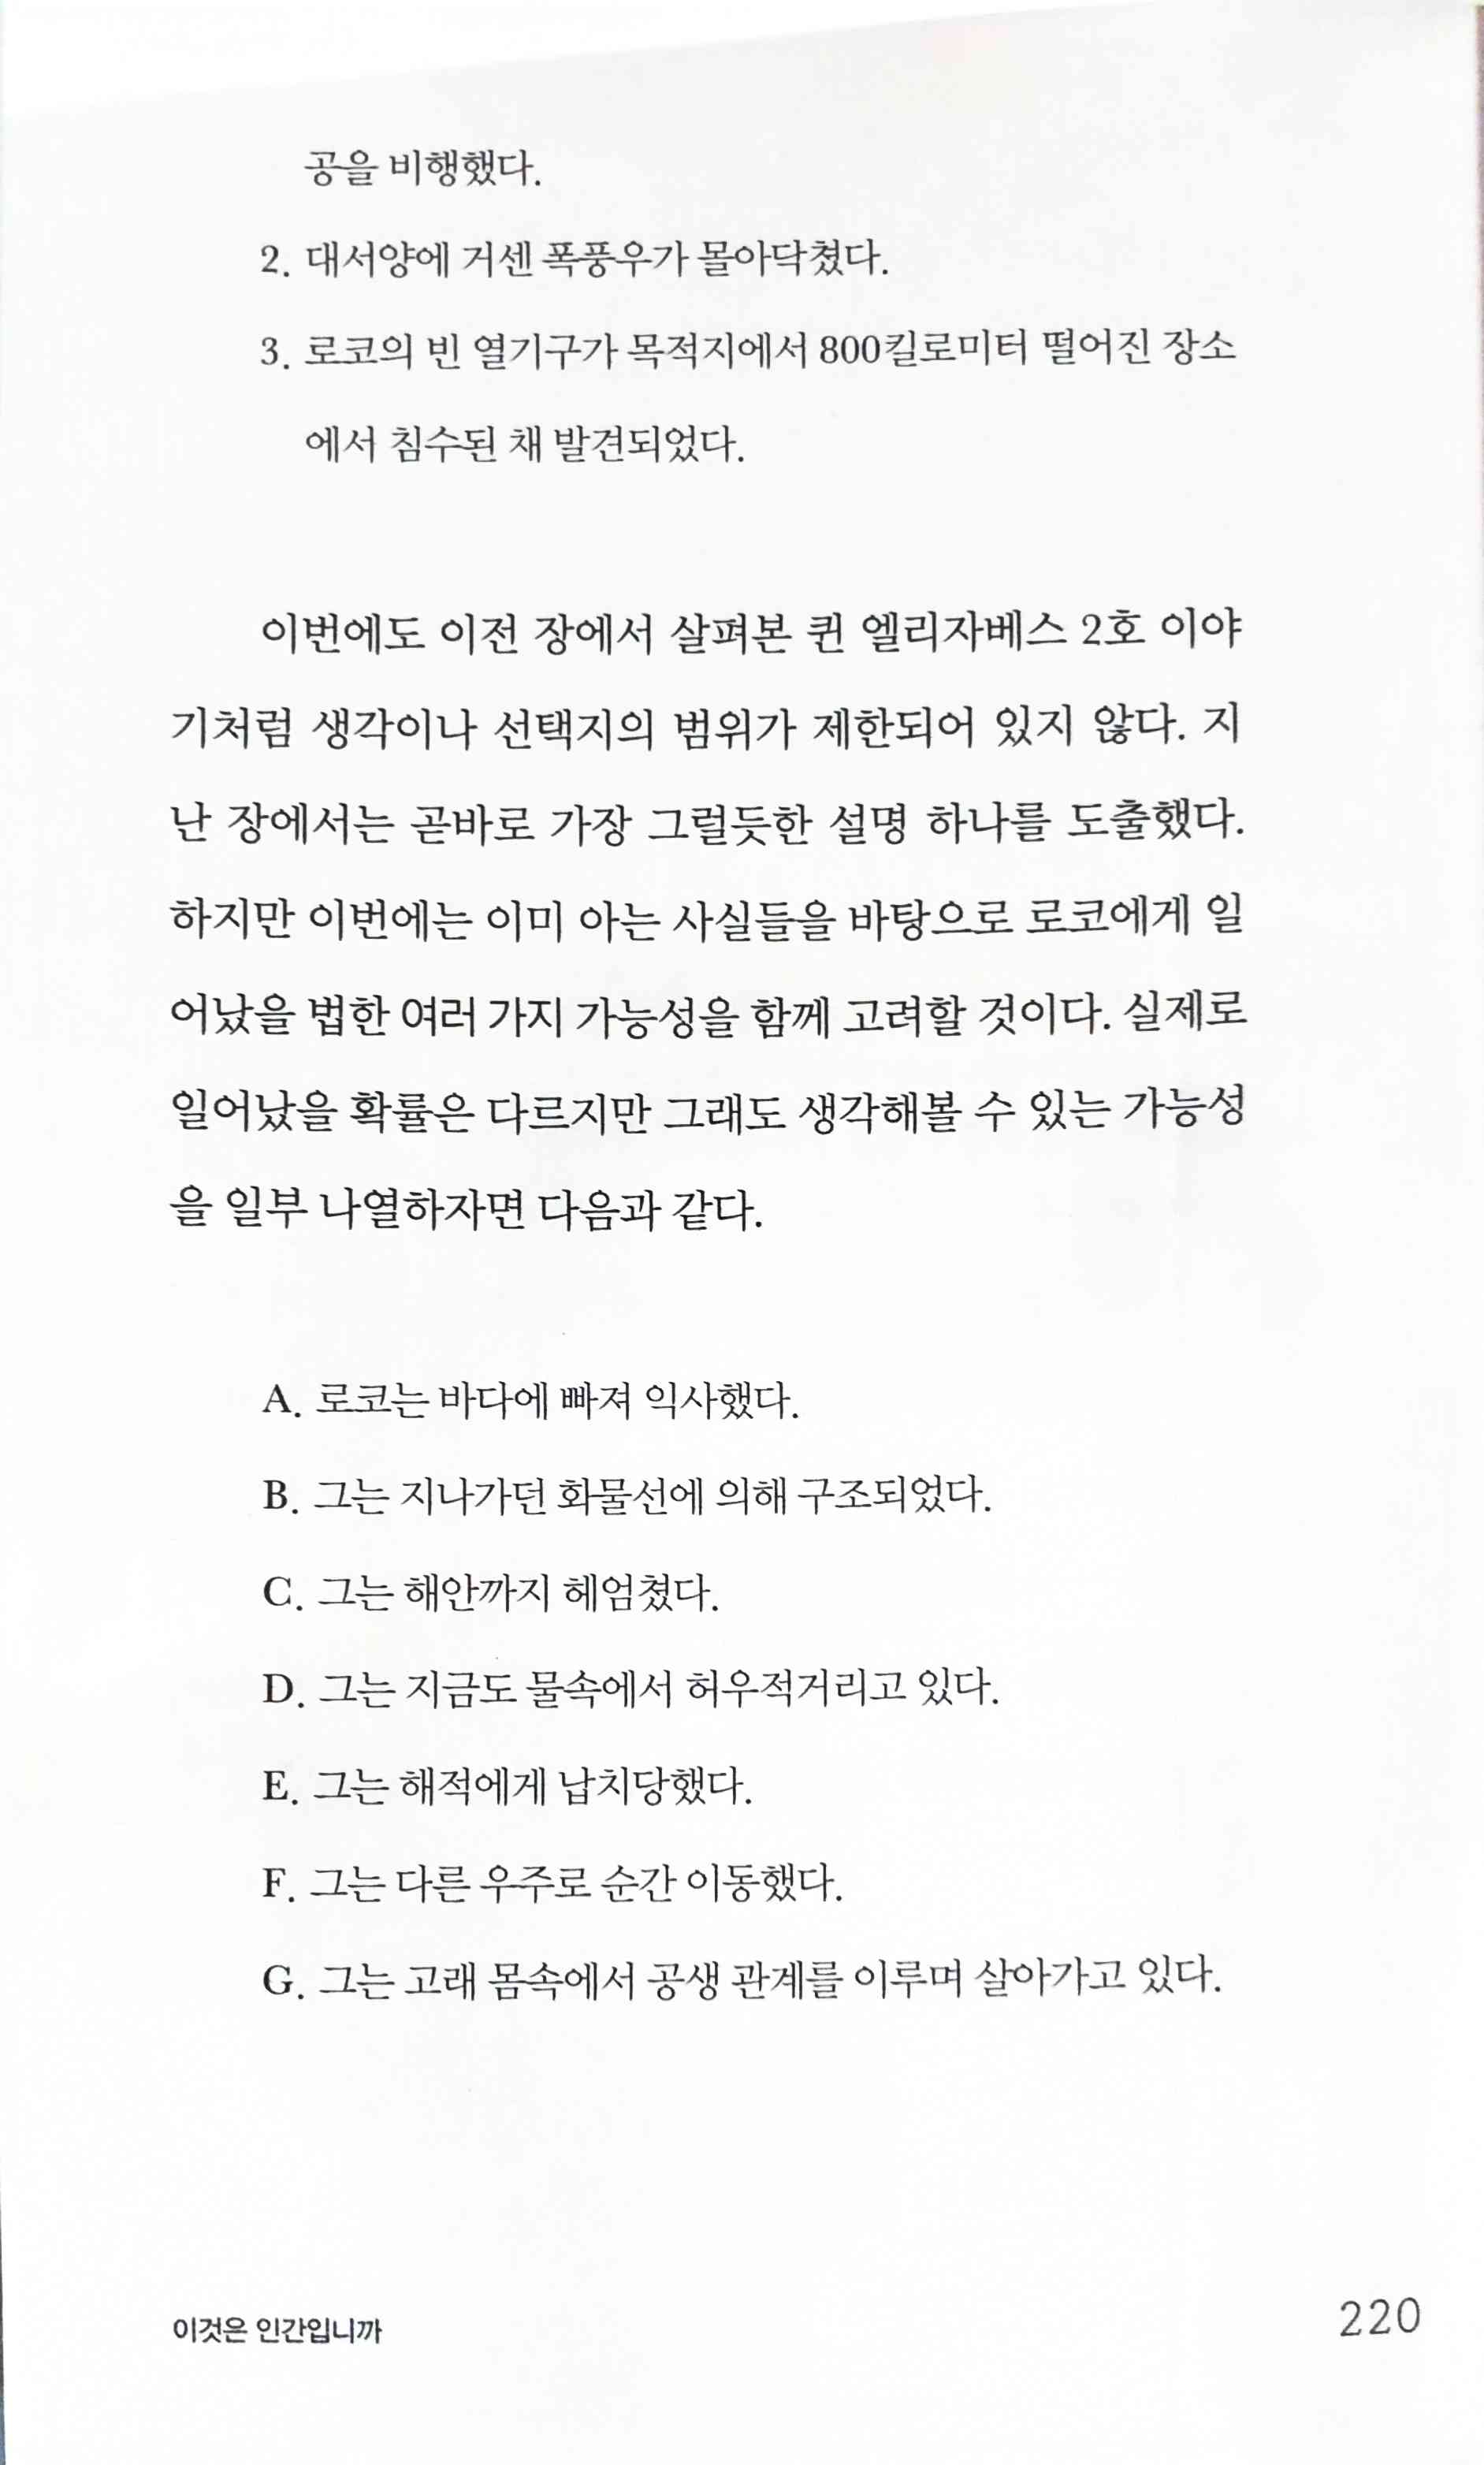 공을 비행했다.
2. 대서양에 거센 폭풍우가 몰아닥쳤다.
3. 로코의 빈 열기구가 목적지에서 800킬로미터 떨어진 장소
에서 침수된 채 발견되었다.
이번에도 이전 장에서 살펴본 퀸 엘리자베스 2호 이야
기처럼 생각이나 선택지의 범위가 제한되어 있지 않다. 지
난 장에서는 곧바로 가장 그럴듯한 설명 하나를 도출했다.
하지만 이번에는 이미 아는 사실들을 바탕으로 로코에게 일
어났을 법한 여러 가지 가능성을 함께 고려할 것이다. 실제로
일어났을 확률은 다르지만 그래도 생각해볼 수 있는 가능성
을 일부 나열하자면 다음과 같다.
A. 로코는 바다에 빠져 익사했다.
B. 그는 지나가던 화물선에 의해 구조되었다.
C. 그는 해안까지 헤엄쳤다.
D. 그는 지금도 물속에서 허우적거리고 있다.
E. 그는 해적에게 납치당했다.
F. 그는 다른 우주로 순간 이동했다.
G. 그는 고래 몸속에서 공생 관계를 이루며 살아가고 있다.
이것은 인간입니까
220